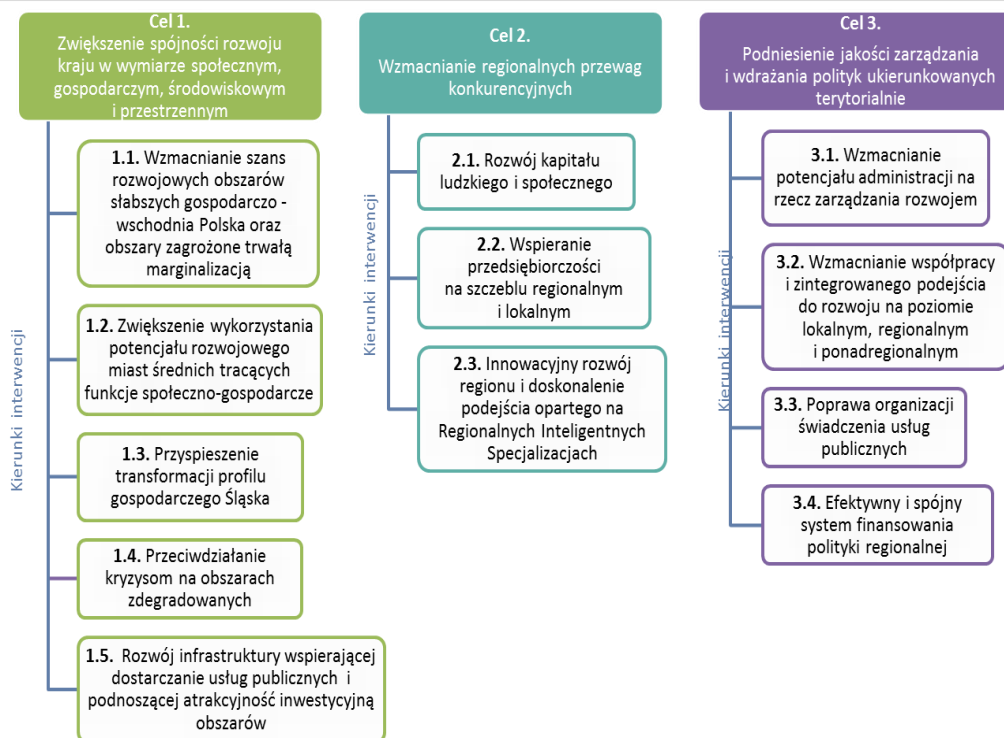 Cel 1.
Zwiększenie spójności rozwoju
kraju w wymiarze społecznym,
gospodarczym, środowiskowym
i przestrzennym
Kierunki interwencji
1.1. Wzmacnianie szans
rozwojowych obszarów
słabszych gospodarczo -
wschodnia Polska oraz
obszary zagrożone trwałą
marginalizacją
1.2. Zwiększenie wykorzystania
potencjału rozwojowego
miast średnich tracących
funkcje społeczno-gospodarcze
1.3. Przyspieszenie
transformacji profilu
gospodarczego Śląska
1.4. Przeciwdziałanie
kryzysom na obszarach
zdegradowanych
1.5. Rozwój infrastruktury wspierającej
dostarczanie usług publicznych i
podnoszącej atrakcyjność inwestycyjną
obszarów
Cel 2.
Wzmacnianie regionalnych przewag
konkurencyjnych
Kierunki interwencji
2.1. Rozwój kapitału
ludzkiego i społecznego
2.2. Wspieranie
przedsiębiorczości
na szczeblu regionalnym
i lokalnym
2.3. Innowacyjny rozwój
regionu i doskonalenie
podejścia opartego na
Regionalnych Inteligentnych
Specjalizacjach
Cel 3.
Podniesienie jakości zarządzania
i wdrażania polityk ukierunkowanych
terytorialnie
Kierunki interwencji
3.1. Wzmacnianie
potencjału administracji na
rzecz zarządzania rozwojem
3.2. Wzmacnianie współpracy
i zintegrowanego podejścia
do rozwoju na poziomie
lokalnym, regionalnym
i ponadregionalnym
3.3. Poprawa organizacji
świadczenia usług
publicznych
3.4. Efektywny i spójny
system finansowania
polityki regionalnej